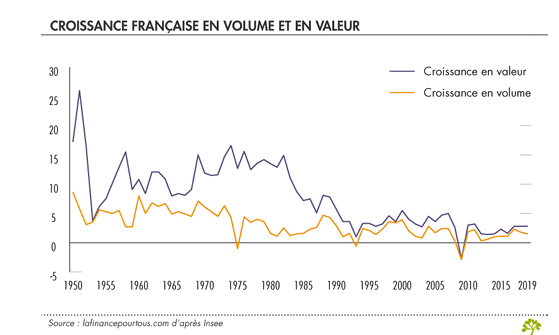 CROISSANCE FRANÇAISE EN VOLUME ET EN VALEUR
30
Croissance en valeur
Croissance en volume
25
20
15
10
5
0
-5
1950 1955 1960 1965 1970 1975 1980 1985 1990 1995 2000 2005 2010 2015 2019
Source : lafinancepourtous.com d'après Insee